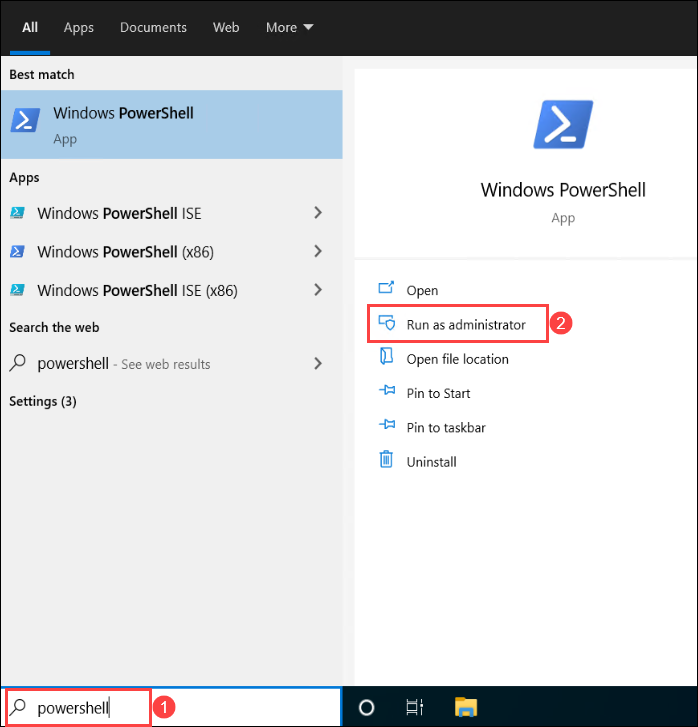 All Apps Documents Web More
Best match
Windows PowerShell
App
Apps
Windows PowerShell ISE
Windows PowerShell (x86)
Windows PowerShell ISE (x86)
Search the web
powershell - See web results
Settings (3)
Windows PowerShell
App
Open
Run as administrator 2
Open file location
Pin to Start
Pin to taskbar
Uninstall
powershell 1